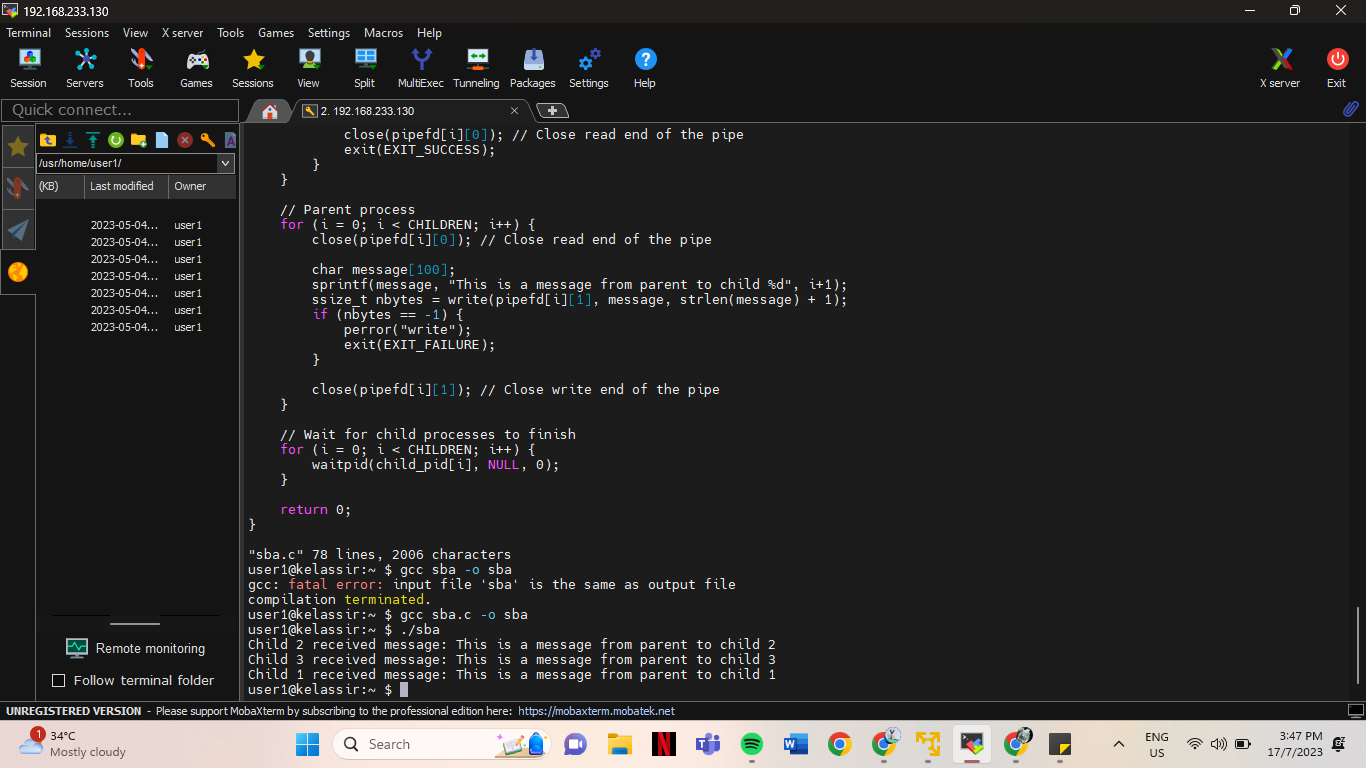 192.168.233.130
Terminal Sessions View X server Tools Games Settings Macros Help
Session Servers Tools Games Sessions View Split MultiExec Tunneling Packages Settings Help X server Exit
Quick connect...
2. 192.168.233.130
/usr/home/user1/
(KB) Last modified Owner
2023-05-04... user1
2023-05-04... user1
2023-05-04... user1
2023-05-04... user1
2023-05-04... user1
2023-05-04... user1
2023-05-04... user1
Remote monitoring
Follow terminal folder
            close(pipefd[i][0]); // Close read end of the pipe
            exit(EXIT_SUCCESS);
        }
    }
    // Parent process
    for (i = 0; i < CHILDREN; i++) {
        close(pipefd[i][0]); // Close read end of the pipe
        char message[100];
        sprintf(message, "This is a message from parent to child %d", i+1);
        ssize_t nbytes = write(pipefd[i][1], message, strlen(message) + 1);
        if (nbytes == -1) {
            perror("write");
            exit(EXIT_FAILURE);
        }
        close(pipefd[i][1]); // Close write end of the pipe
    }
    // Wait for child processes to finish
    for (i = 0; i < CHILDREN; i++) {
        waitpid(child_pid[i], NULL, 0);
    }
    return 0;
}
"sba.c" 78 lines, 2006 characters
user1@kelassir:~ $ gcc sba -o sba
gcc: fatal error: input file 'sba' is the same as output file
compilation terminated.
user1@kelassir:~ $ gcc sba.c -o sba
user1@kelassir:~ $ ./sba
Child 2 received message: This is a message from parent to child 2
Child 3 received message: This is a message from parent to child 3
Child 1 received message: This is a message from parent to child 1
user1@kelassir:~ $
UNREGISTERED VERSION - Please support MobaXterm by subscribing to the professional edition here: https://mobaxterm.mobatek.net
1
34°C
Mostly cloudy
Search
ENG
US
3:47 PM
17/7/2023